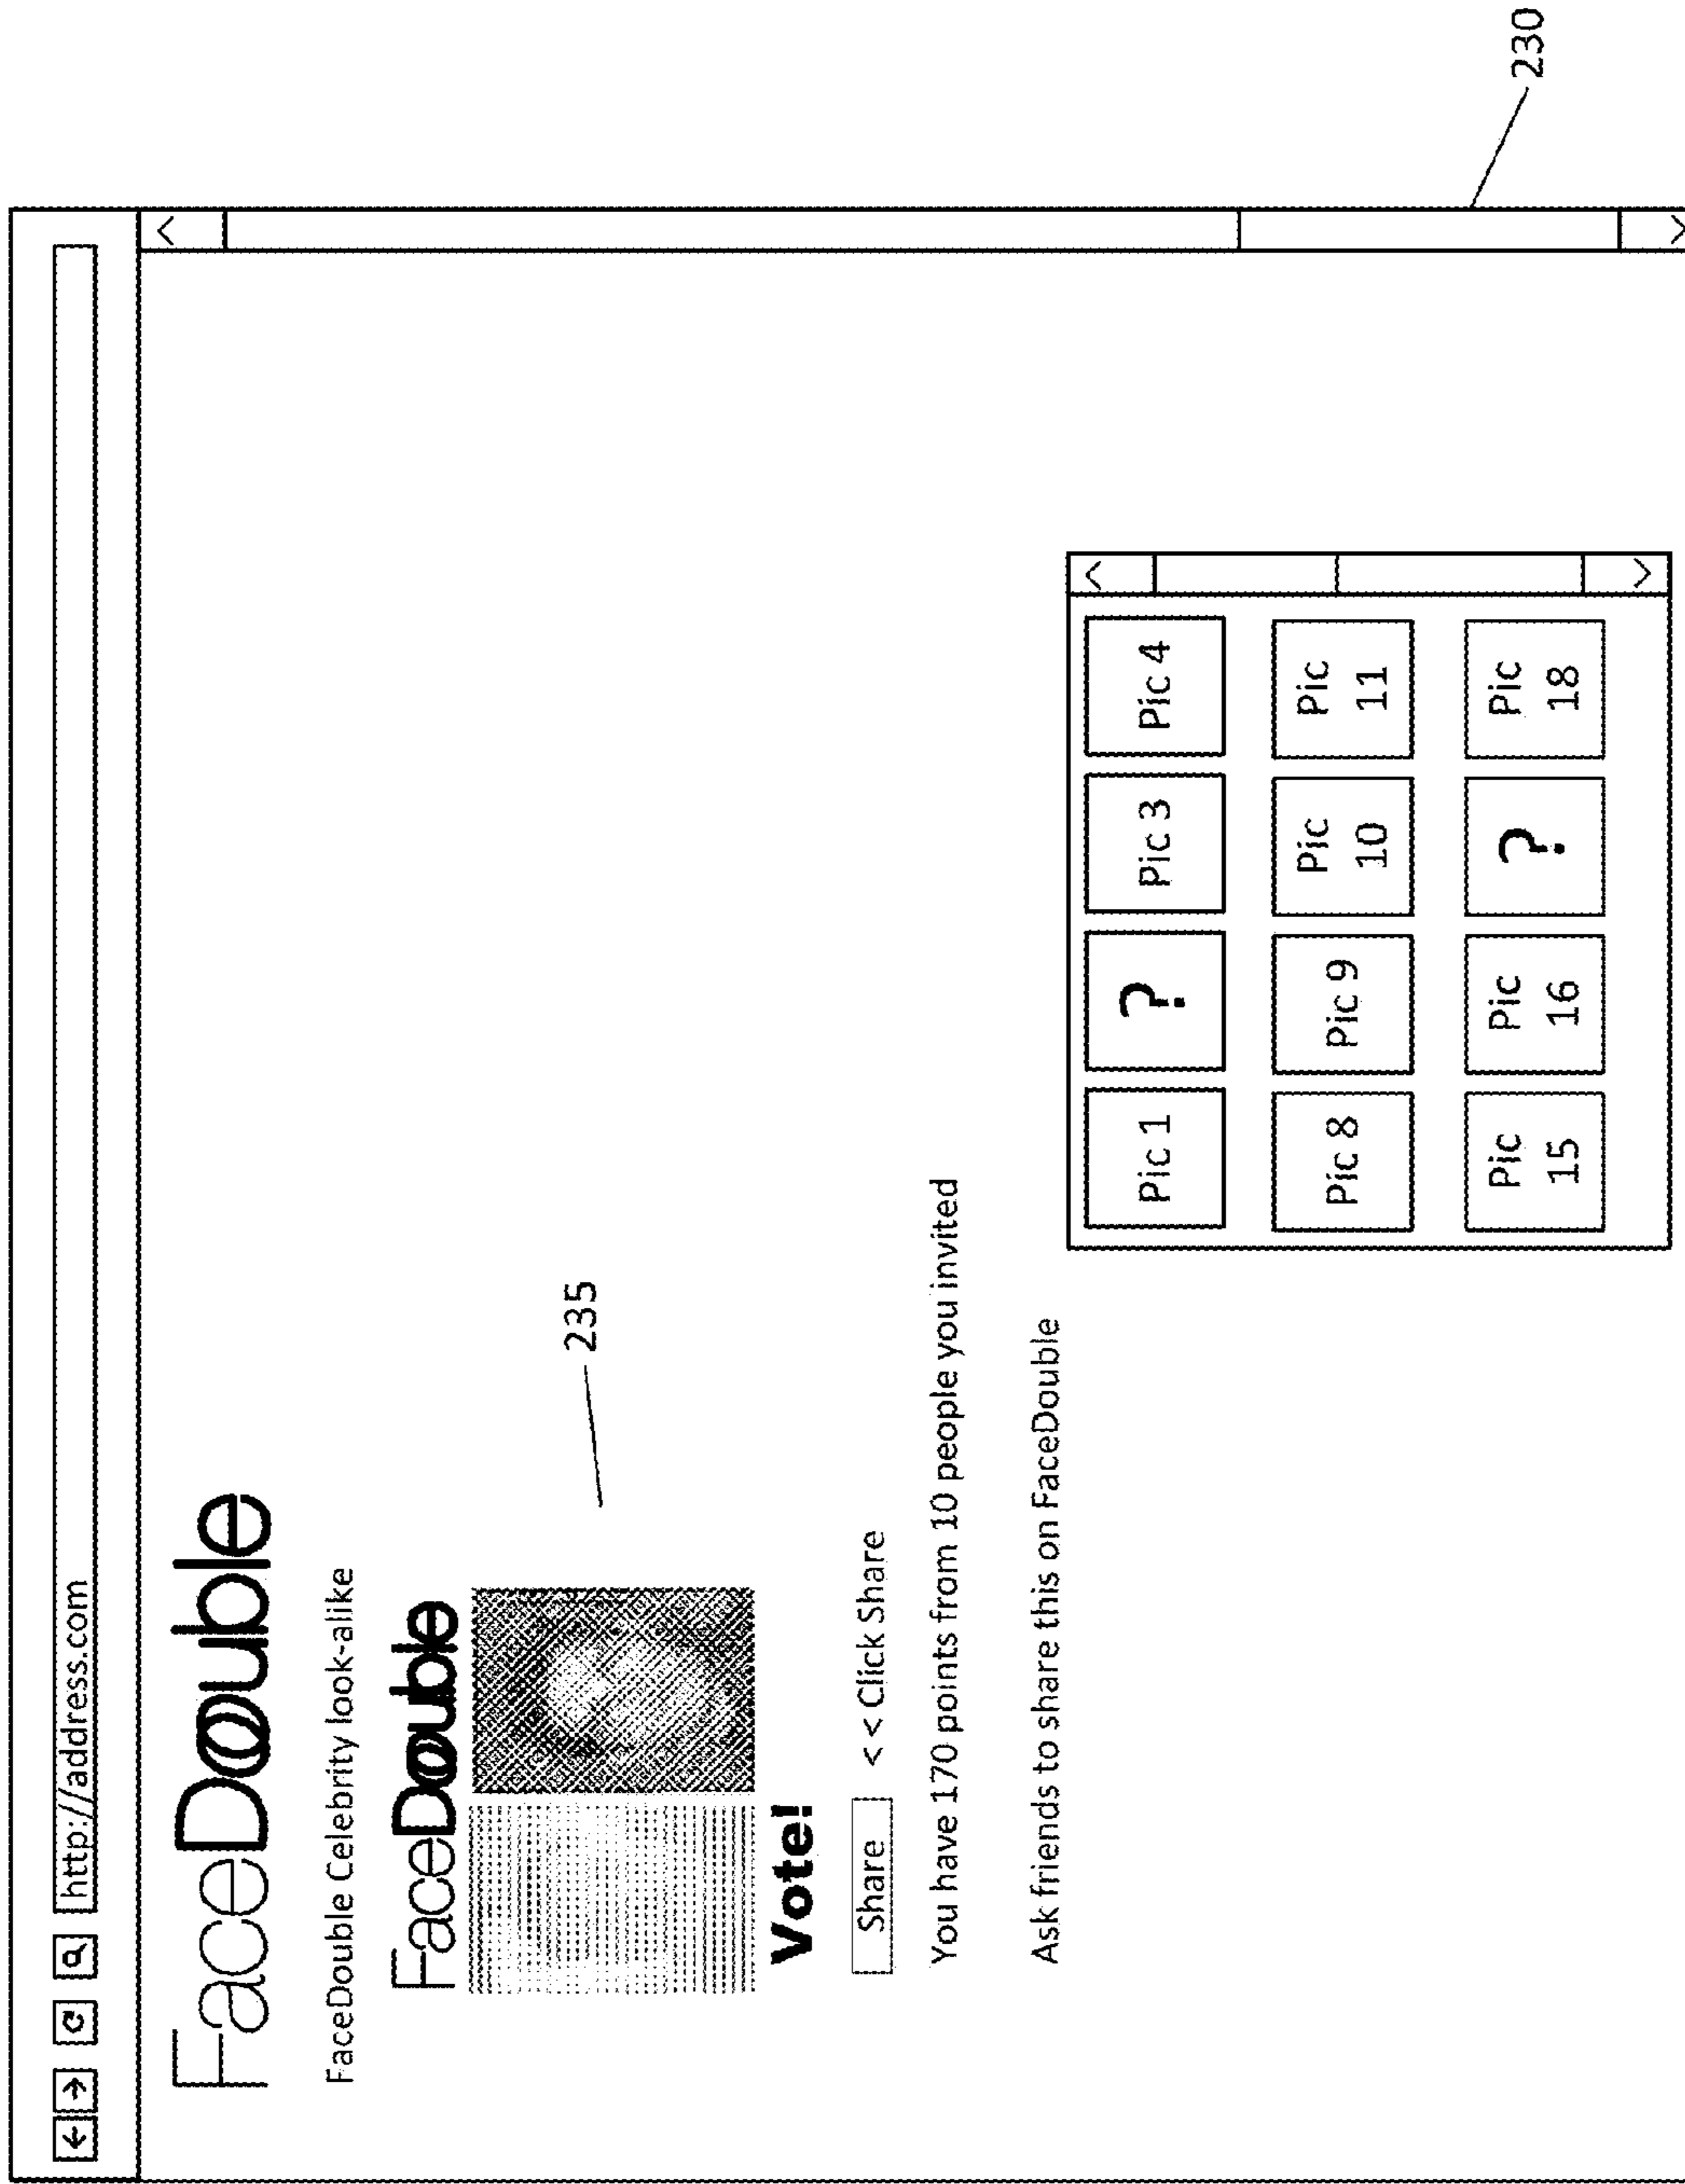 http://address.com
FaceDouble
FaceDouble Celebrity look-alike
FaceDouble
235
Vote!
Share < < Click Share
You have 170 points from 10 people you invited
Ask friends to share this on FaceDouble
Pic 1 ? Pic 3 Pic 4
Pic 8 Pic 9 Pic 10 Pic 11
Pic 15 Pic 16 ? Pic 18
230